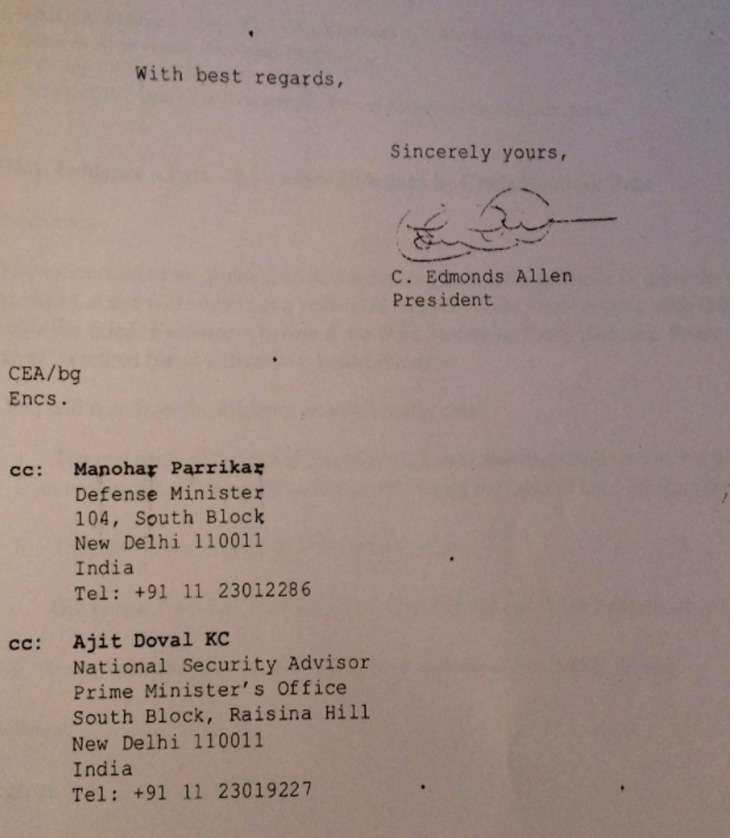 With best regards,
Sincerely yours,
C. Edmonds Allen
President
CEA/bg
Encs.
cc: Manohar Parrikar
Defense Minister
104, South Block
New Delhi 110011
India
Tel: +91 11 23012286
cc: Ajit Doval KC
National Security Advisor
Prime Minister's Office
South Block, Raisina Hill
New Delhi 110011
India
Tel: +91 11 23019227